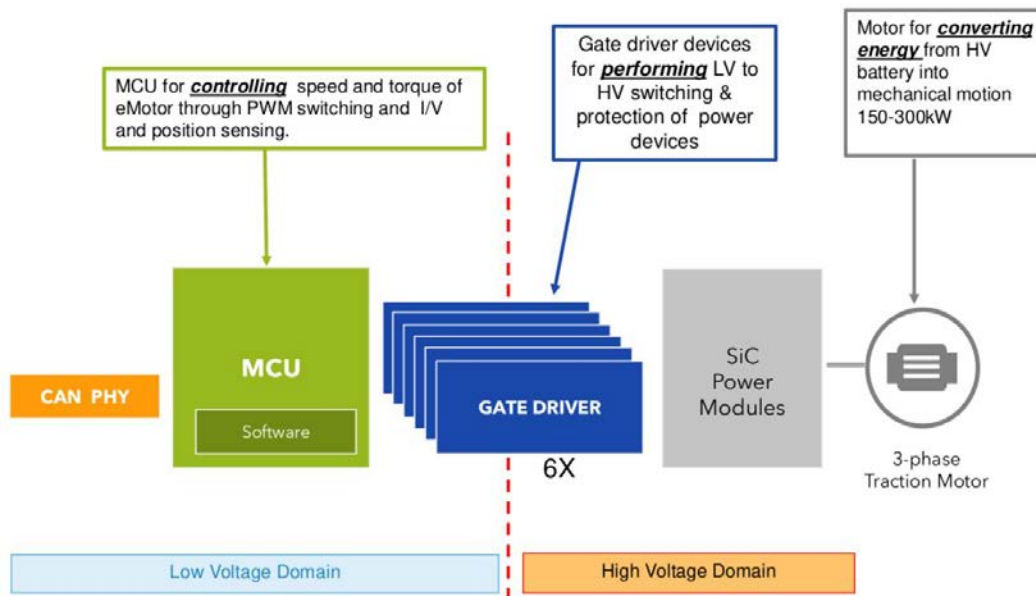 MCU for controlling speed and torque of
eMotor through PWM switching and I/V
and position sensing.
Gate driver devices
for performing LV to
HV switching &
protection of power
devices
Motor for converting
energy from HV
battery into
mechanical motion
150-300kW
CAN PHY
MCU
Software
GATE DRIVER
6X
SiC
Power
Modules
3-phase
Traction Motor
Low Voltage Domain
High Voltage Domain